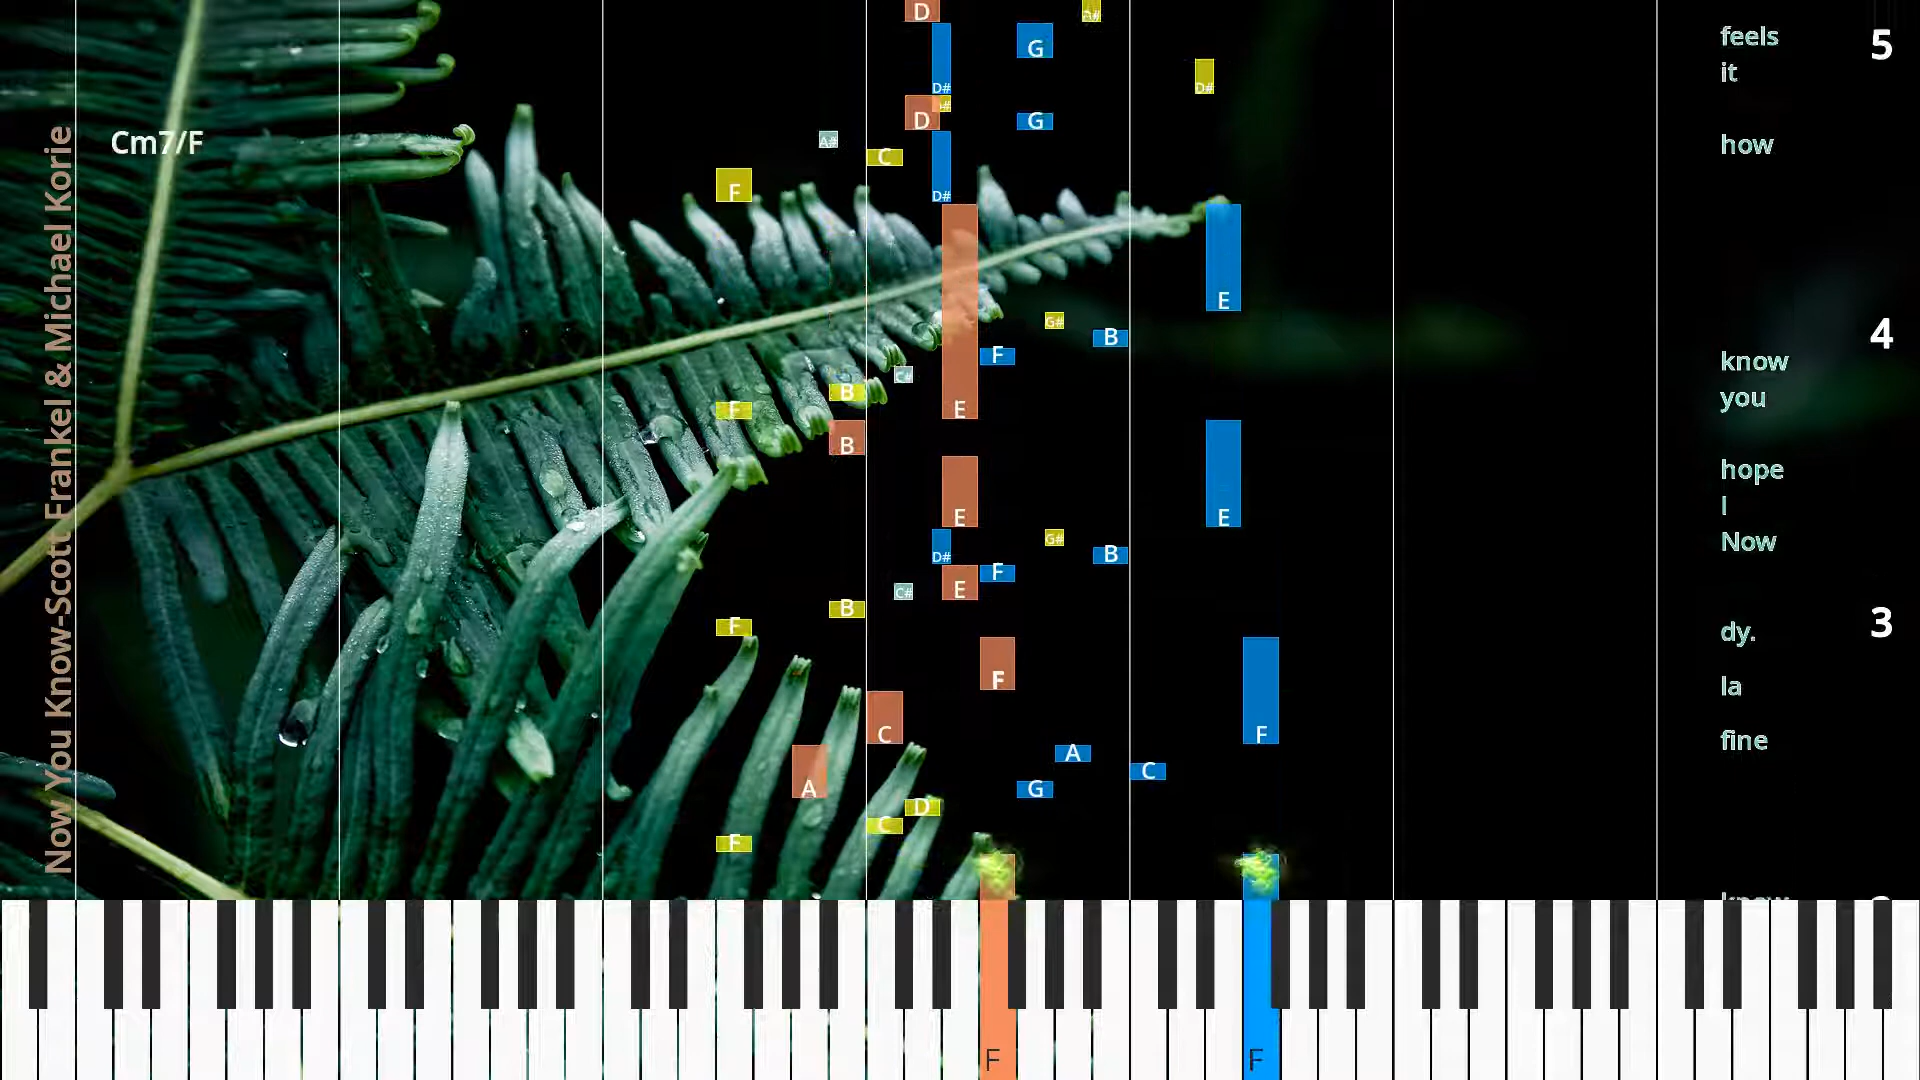 Now You Know-Scott Frankel & Michael Korie
Cm7/F
D
A#
feels
5
G
it
D#
D#
D
D#
G
A#
how
C
F
D#
E
E
4
G#
B
F
know
C#
B
you
F
E
B
hope
E
E
I
D#
G#
B
Now
F
E
C#
B
F
3
dy.
F
la
C
F
fine
A
C
A
G
D
C
F
F
F